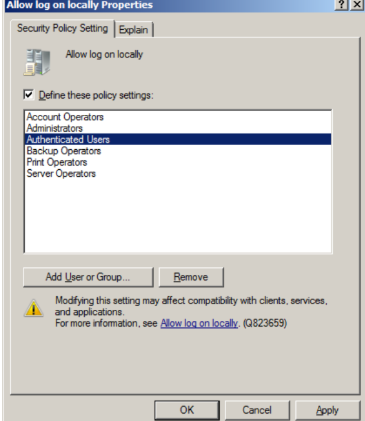 Allow log on locally Properties
Security Policy Setting
Explain
Allow log on locally
Define these policy settings:
Account Operators
Administrators
Authenticated Users
Backup Operators
Print Operators
Server Operators
Add User or Group...
Remove
Modifying this setting may affect compatibility with clients, services,
and applications.
For more information, see Allow log on locally. (Q823659)
OK
Cancel
Apply